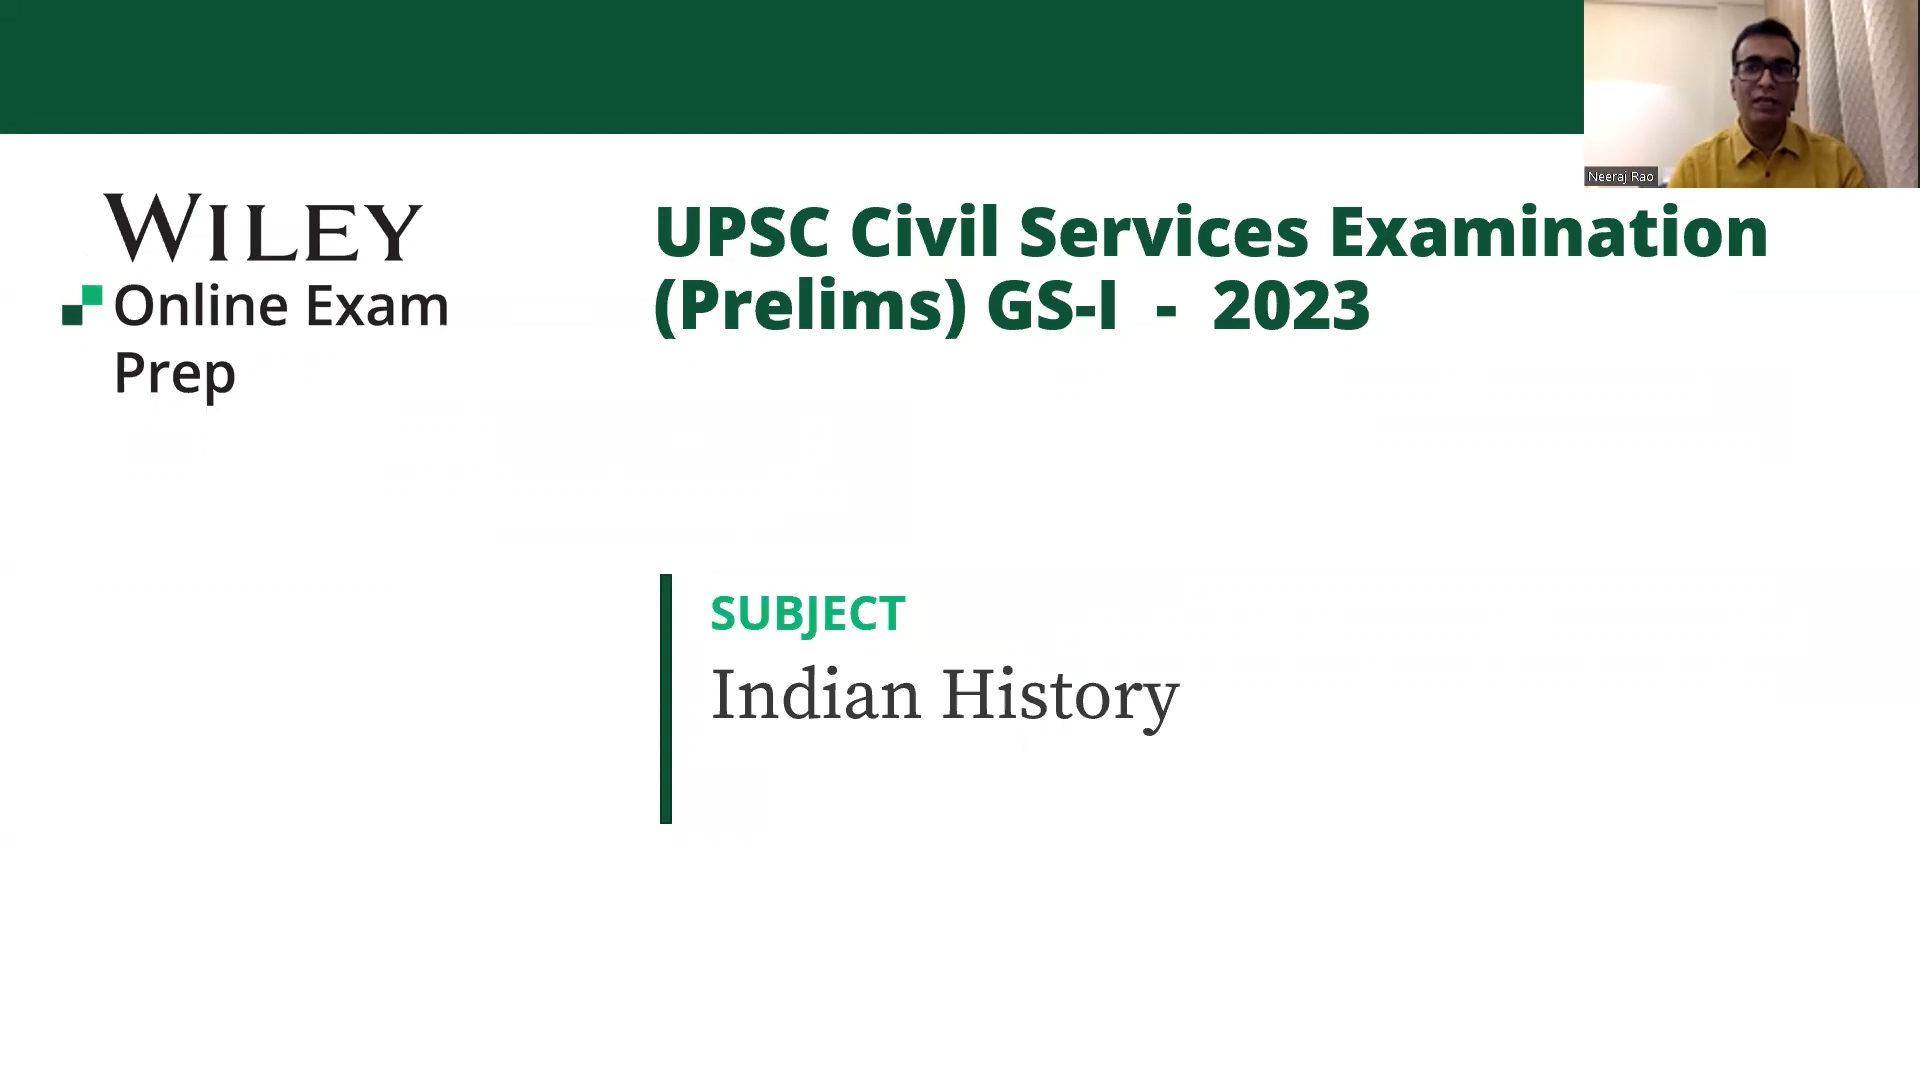 Neeraj Rao
WILEY
Online Exam
Prep
UPSC Civil Services Examination
(Prelims) GS-I - 2023
SUBJECT
Indian History